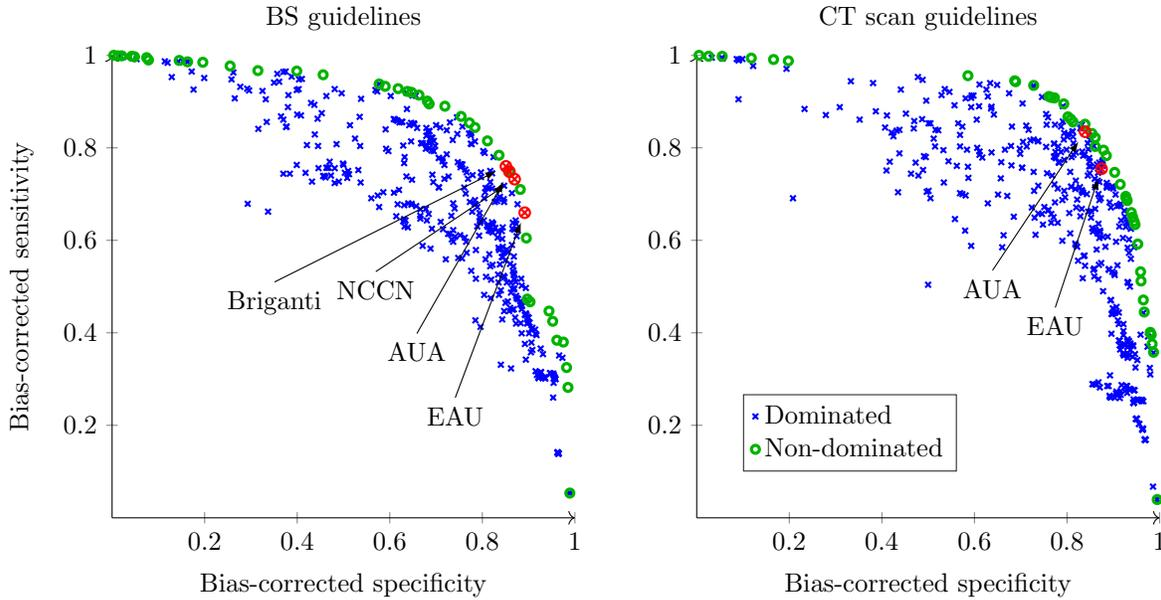 BS guidelines
1
0.8
0.6
0.4
0.2
Bias-corrected sensitivity
Briganti
NCCN
AUA
EAU
0.2 0.4 0.6 0.8 1
Bias-corrected specificity
CT scan guidelines
1
0.8
0.6
0.4
0.2
AUA
EAU
Dominated
Non-dominated
0.2 0.4 0.6 0.8 1
Bias-corrected specificity